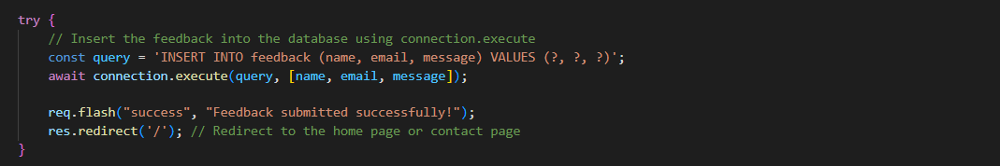 try {
// Insert the feedback into the database using connection.execute
const query = 'INSERT INTO feedback (name, email, message) VALUES (?, ?, ?)';
await connection.execute(query, [name, email, message]);
req.flash("success", "Feedback submitted successfully!");
res.redirect('/'); // Redirect to the home page or contact page
}